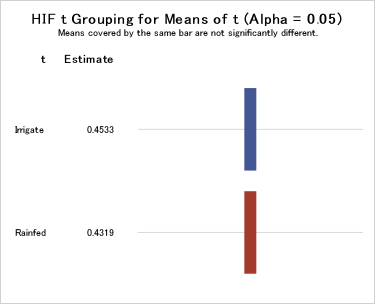 HIF t Grouping for Means of t (Alpha = 0.05)
Means covered by the same bar are not significantly different.
t Estimate
Irrigate 0.4533
Rainfed 0.4319